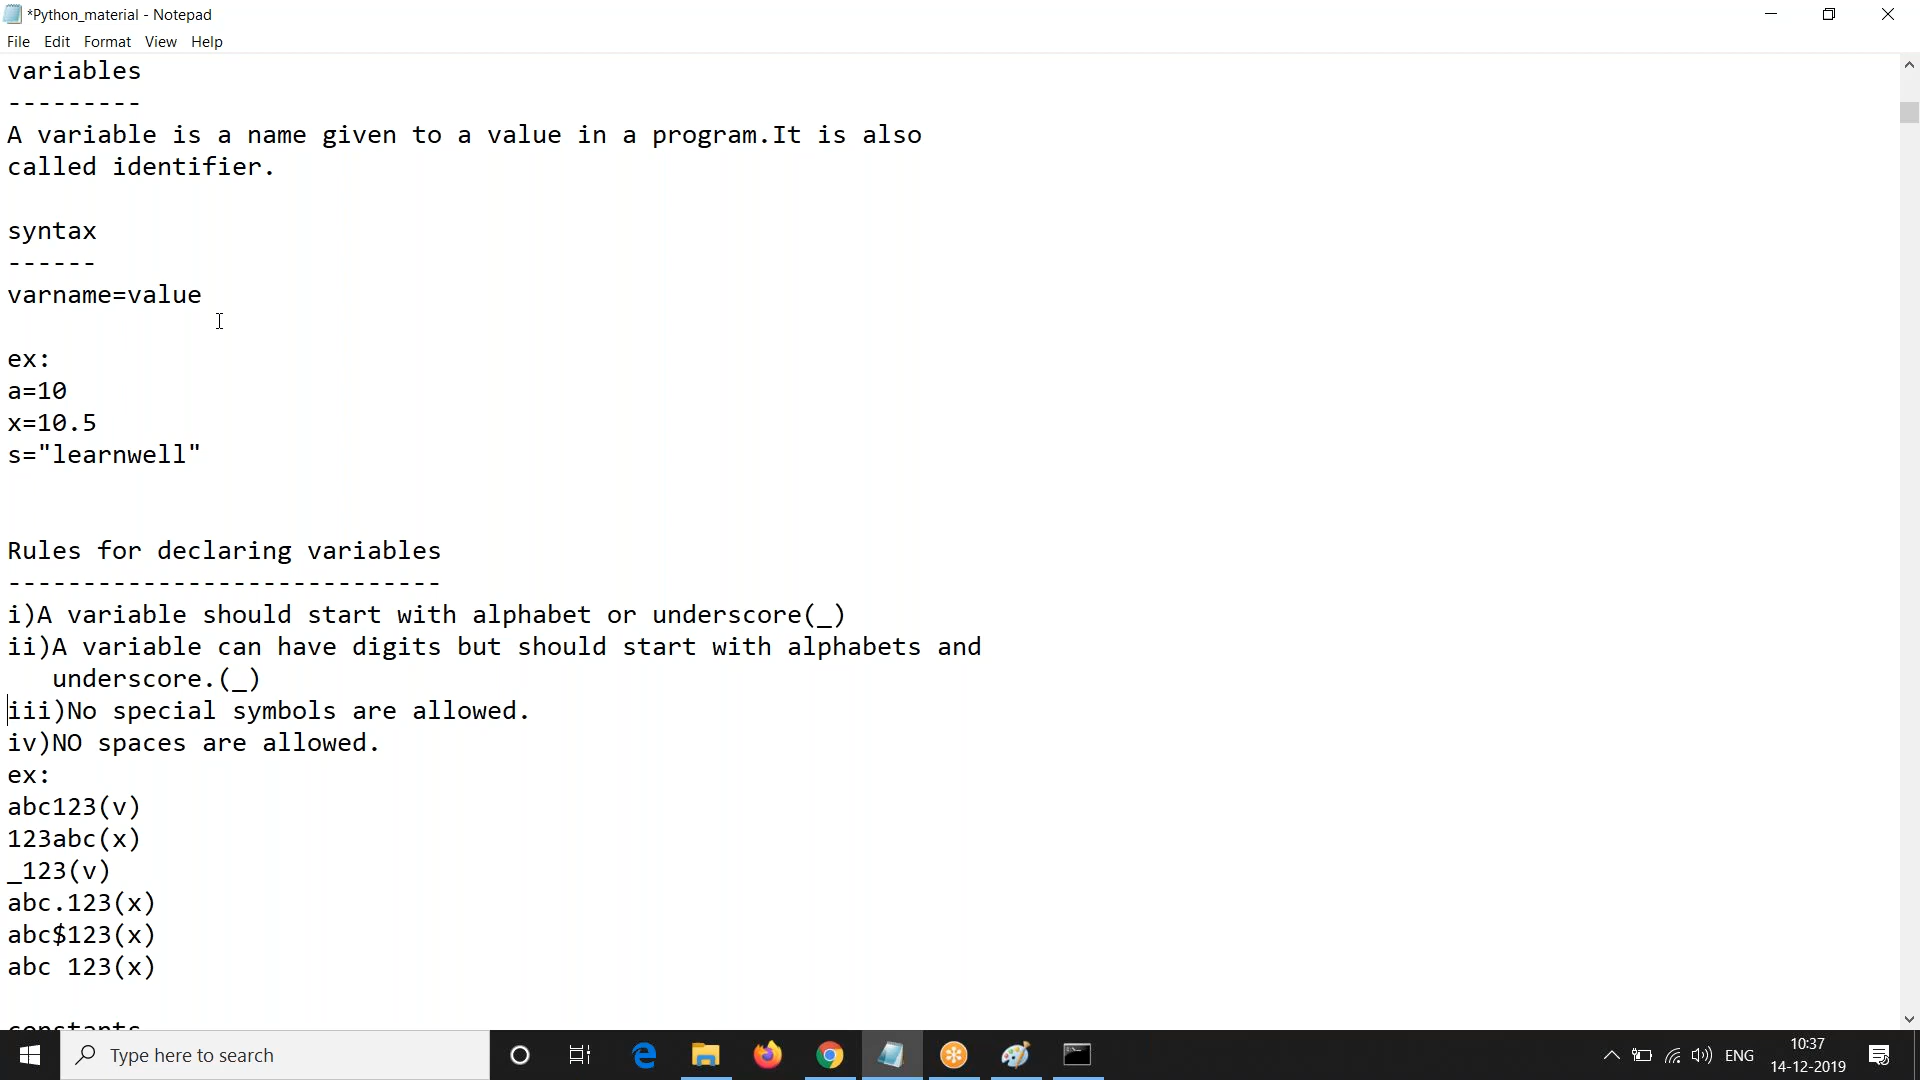 *Python_material - Notepad
File Edit Format View Help
variables
---------
A variable is a name given to a value in a program.It is also
called identifier.
syntax
------
varname=value
ex:
a=10
x=10.5
s="learnwell"
Rules for declaring variables
-----------------------------
i)A variable should start with alphabet or underscore(_)
ii)A variable can have digits but should start with alphabets and
underscore.(_)
iii)No special symbols are allowed.
iv)NO spaces are allowed.
ex:
abc123(v)
123abc(x)
_123(v)
abc.123(x)
abc$123(x)
abc 123(x)
constants
Type here to search
ENG
10:37
14-12-2019